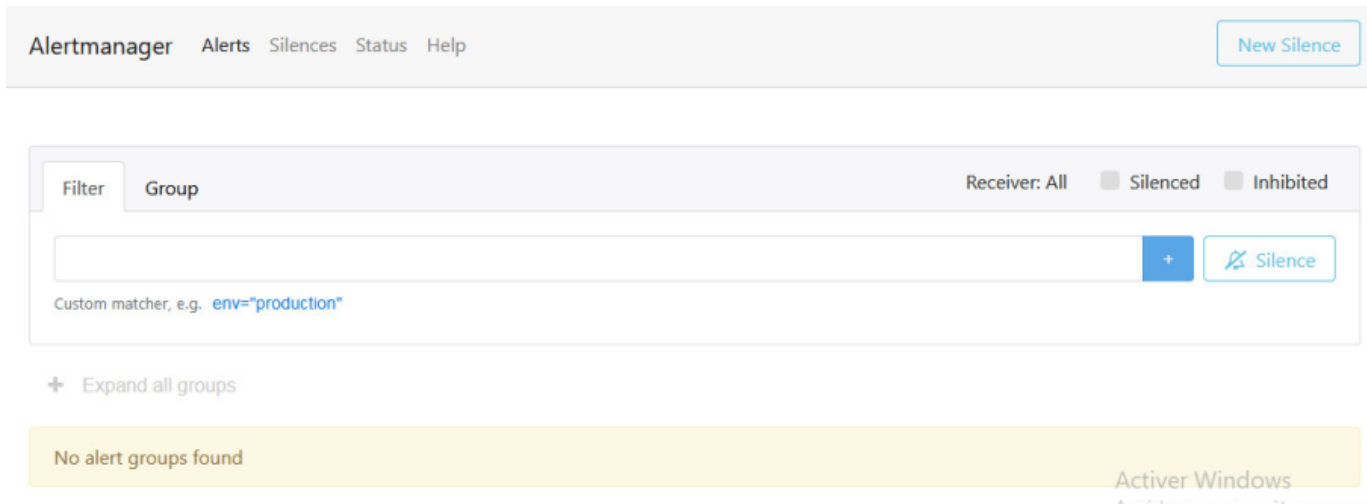 Alertmanager Alerts Silences Status Help New Silence
Filter Group Receiver: All Silenced Inhibited
+ Silence
Custom matcher, e.g. env="production"
+ Expand all groups
No alert groups found
Activer Windows